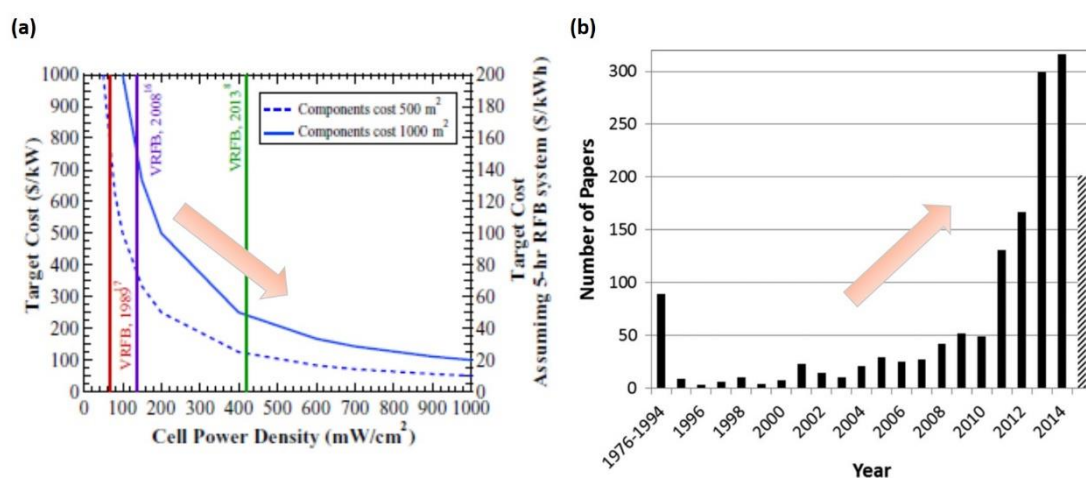 (a)
1000
900
800
700
600
500
400
300
200
100
0
Target Cost ($/kW)
VRFB, 1989¹⁷
VRFB, 2008¹⁶
VRFB, 2013⁸
Components cost 500 m²
Components cost 1000 m²
200
180
160
140
120
100
80
60
40
20
0
Target Cost
Assumimg 5-hr RFB system ($/kWh)
0 100 200 300 400 500 600 700 800 900 1000
Cell Power Density (mW/cm²)
(b)
300
250
200
150
100
50
0
Number of Papers
1976-1994
1996
1998
2000
2002
2004
2006
2008
2010
2012
2014
Year